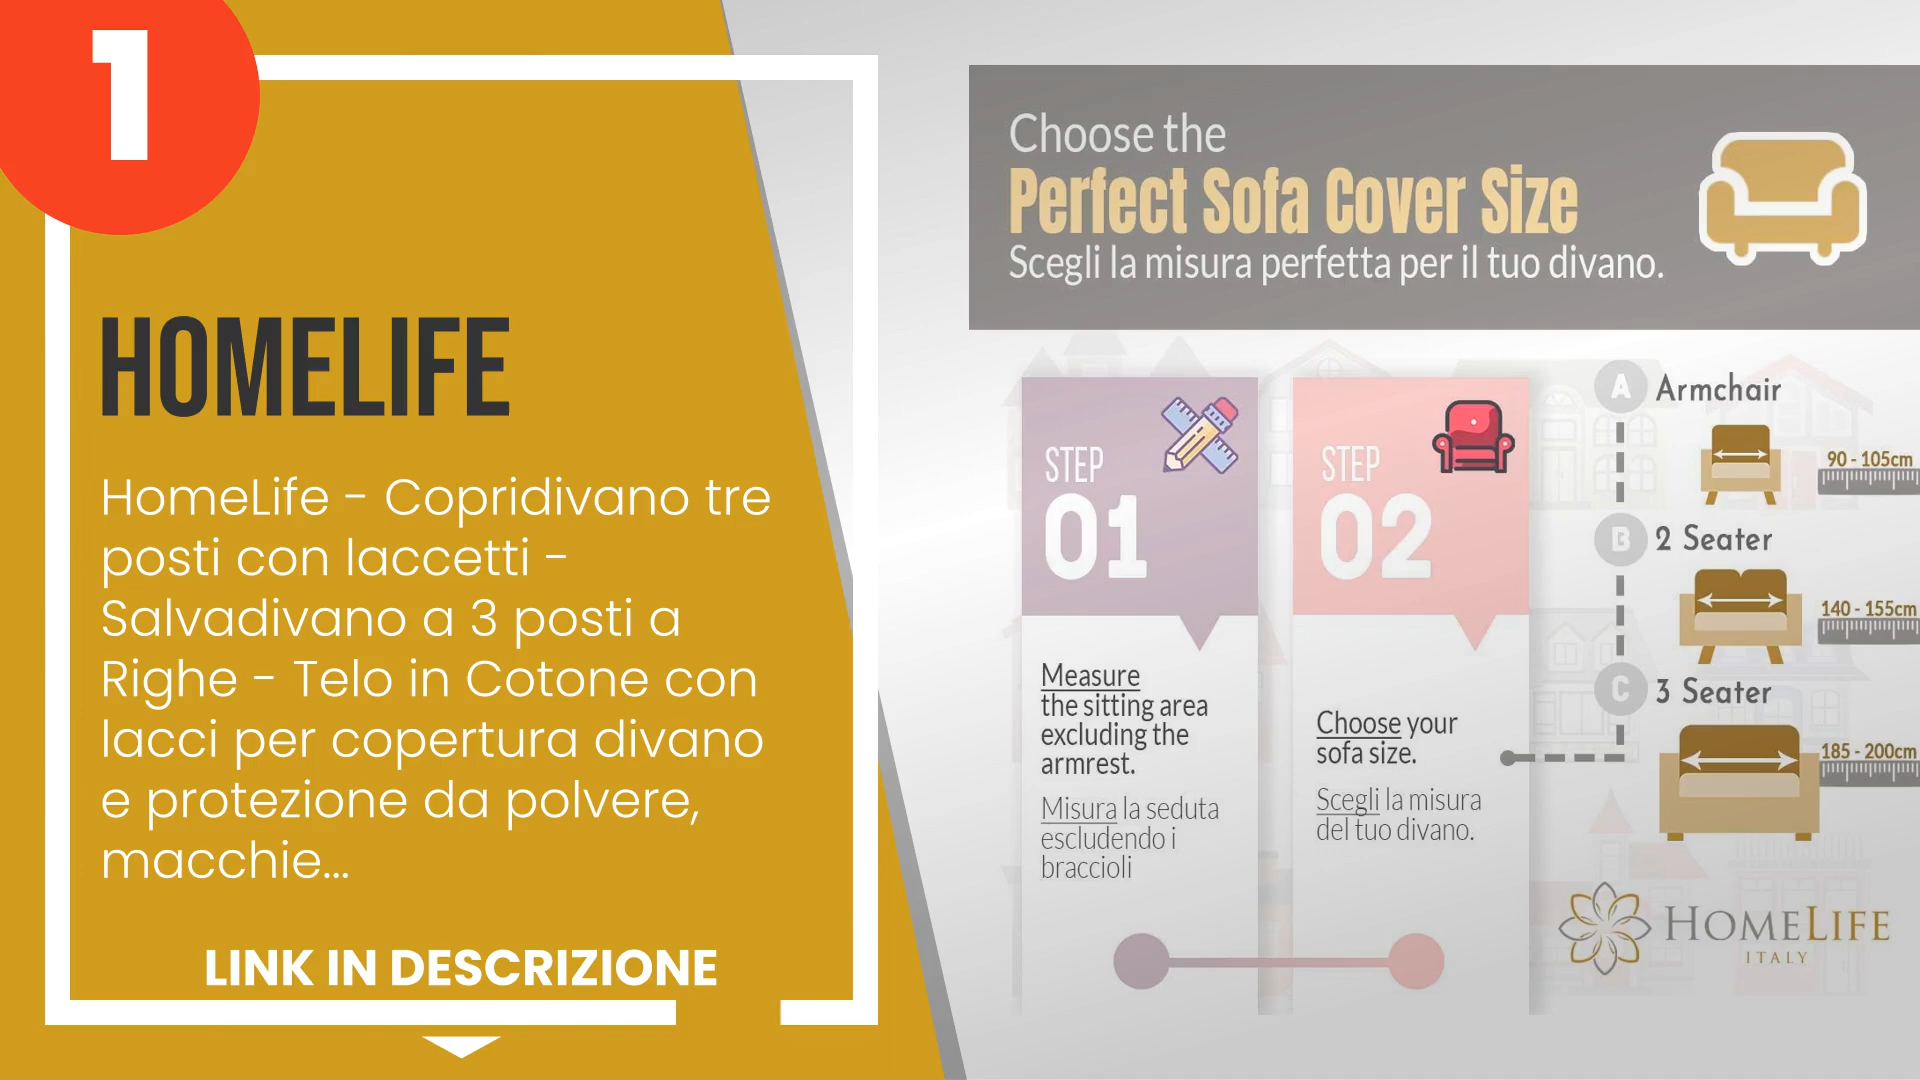 1
HOMELIFE
HomeLife - Copridivano tre
posti con laccetti -
Salvadivano a 3 posti a
Righe - Telo in Cotone con
lacci per copertura divano
e protezione da polvere,
macchie...
LINK IN DESCRIZIONE
Choose the
Perfect Sofa Cover Size
Scegli la misura perfetta per il tuo divano.
STEP
01
Measure
the sitting area
excluding the
armrest.
Misura la seduta
escludendo i
braccioli
STEP
02
Choose your
sofa size.
Scegli la misura
del tuo divano.
A Armchair
90 - 105cm
B 2 Seater
140 - 155cm
C 3 Seater
185 - 200cm
HOMELIFE
ITALY